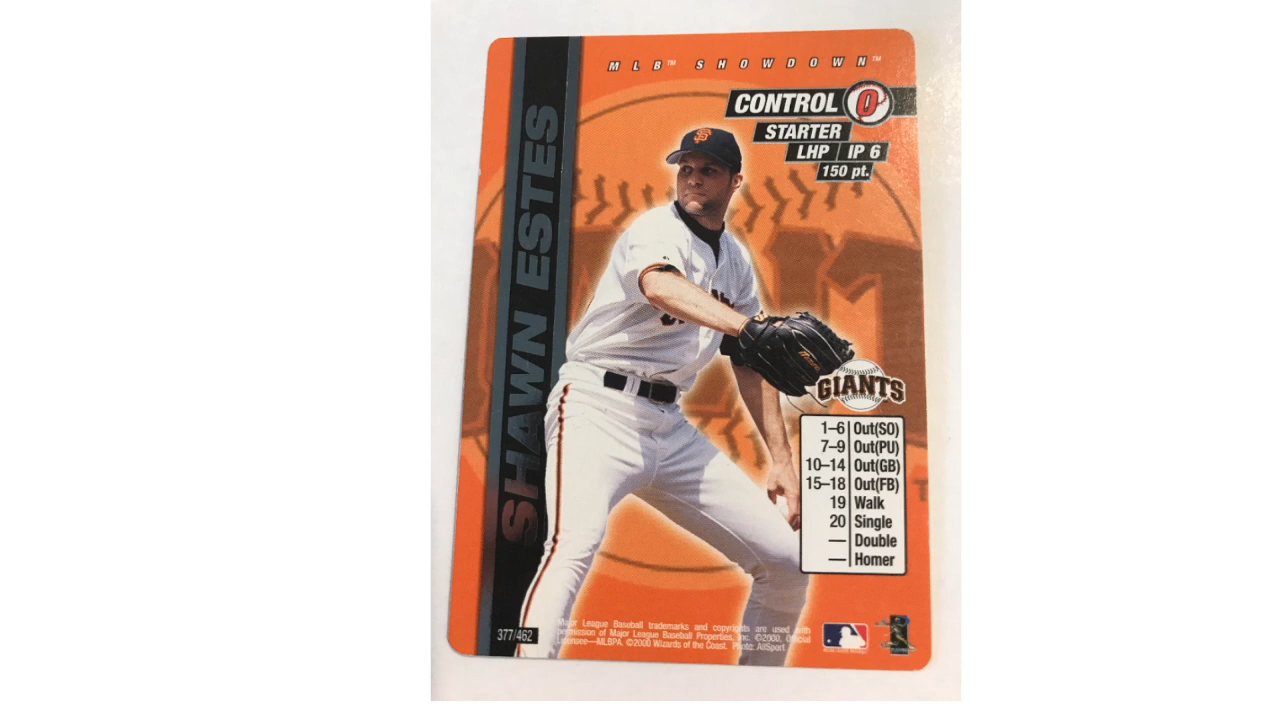 MLB™ SHOWDOWN™
CONTROL 0
STARTER
LHP IP 6
150 pt.
SHAWN ESTES
GIANTS
1–6 Out(SO)
7–9 Out(PU)
10–14 Out(GB)
15–18 Out(FB)
19 Walk
20 Single
— Double
— Homer
377/462
Major League Baseball trademarks and copyrights are used with
permission of Major League Baseball Properties, Inc. ©2000. Official
Licensee—MLBPA. ©2000 Wizards of the Coast. Photo: AllSport.